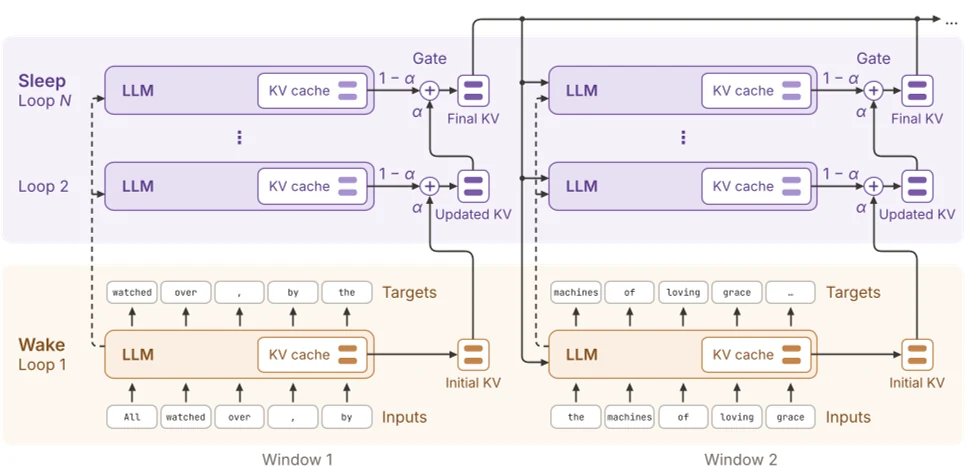 Gate
Gate
...
Sleep
Loop N
LLM
KV cache
1 − α
+
α
Final KV
LLM
KV cache
1 − α
+
α
Final KV
⋮
⋮
Loop 2
LLM
KV cache
1 − α
+
α
Updated KV
LLM
KV cache
1 − α
+
α
Updated KV
watched over , by the Targets
machines of loving grace … Targets
Wake
Loop 1
LLM
KV cache
Initial KV
LLM
KV cache
Initial KV
All watched over , by Inputs
the machines of loving grace Inputs
Window 1
Window 2